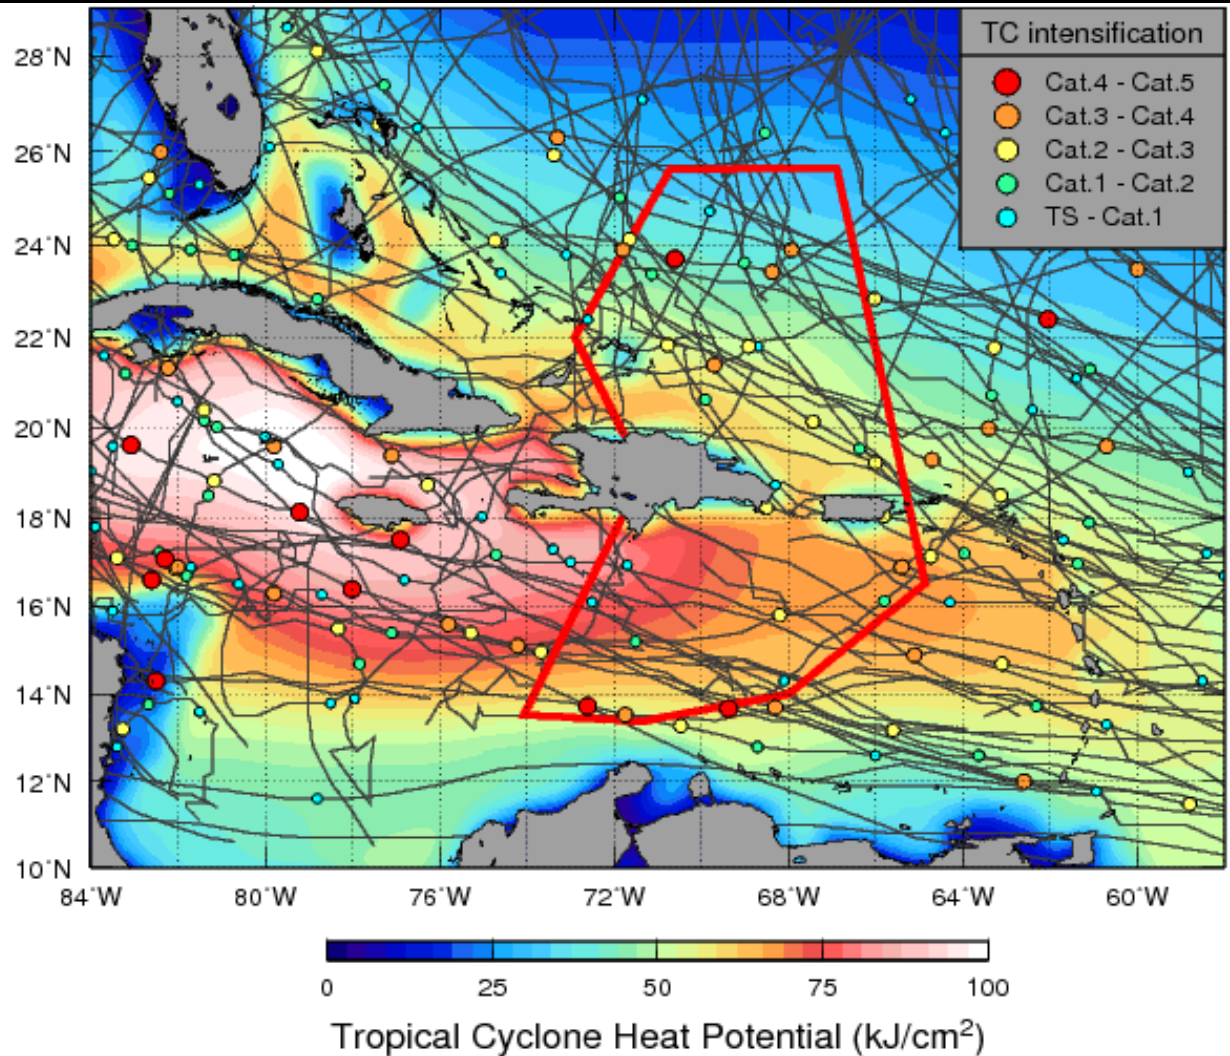 TC intensification
Cat.4 - Cat.5
Cat.3 - Cat.4
Cat.2 - Cat.3
Cat.1 - Cat.2
TS - Cat.1
28°N
26°N
24°N
22°N
20°N
18°N
16°N
14°N
12°N
10°N
84°W 80°W 76°W 72°W 68°W 64°W 60°W
0 25 50 75 100
Tropical Cyclone Heat Potential (kJ/cm²)